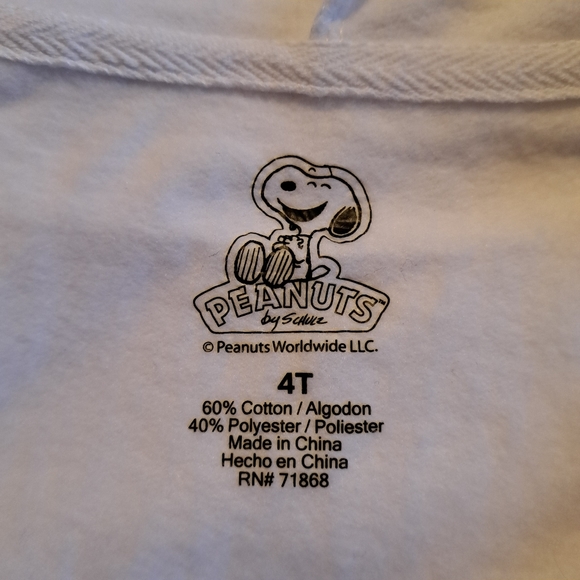 PEANUTS™
by SCHULZ
© Peanuts Worldwide LLC.
4T
60% Cotton / Algodon
40% Polyester / Poliester
Made in China
Hecho en China
RN# 71868